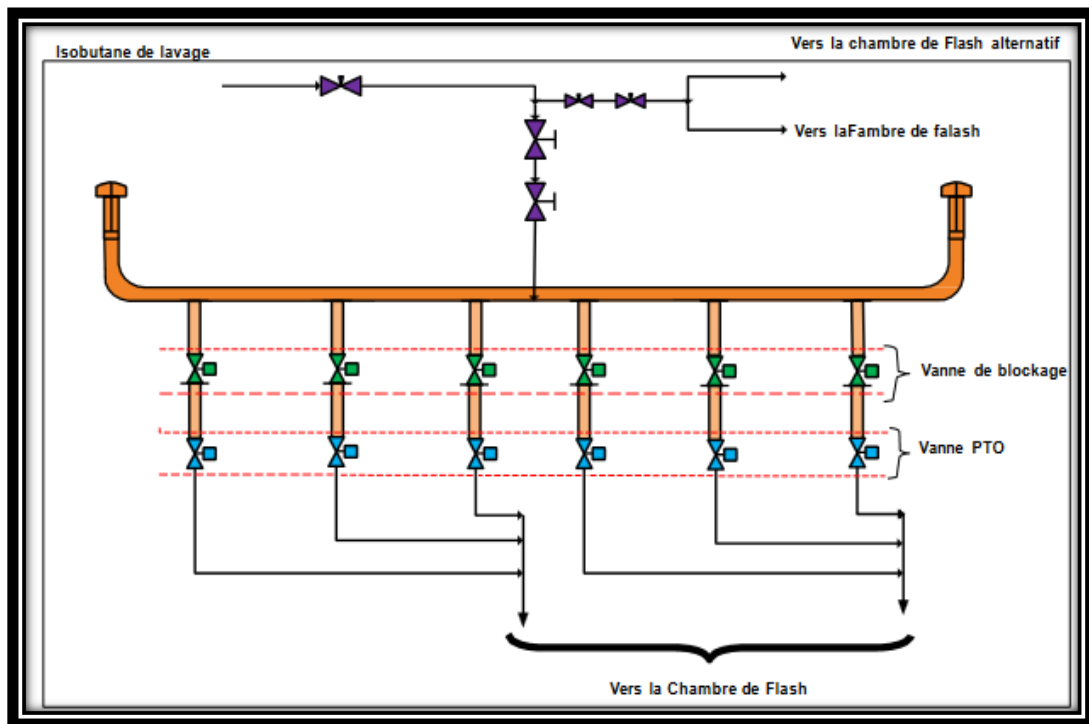 Isobutane de lavage
Vers la chambre de Flash alternatif
Vers laFambre de falash
Vanne de blockage
Vanne PTO
Vers la Chambre de Flash